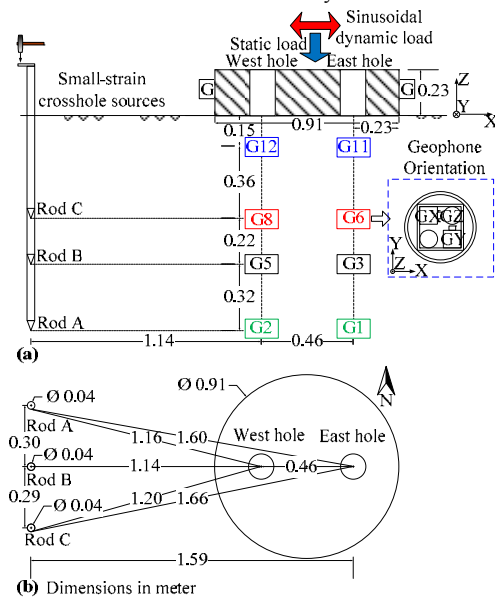 Sinusoidal
dynamic load
Static load
West hole
East hole
G
G
0.23
Z
Y
X
Small-strain
crosshole sources
0.15
0.91
0.23
G12
G11
0.36
Geophone
Orientation
Rod C
G8
G6
GX
GZ
GY
Y
Z
X
0.22
Rod B
G5
G3
0.32
Rod A
G2
G1
1.14
0.46
(a)
Ø 0.04
Ø 0.91
N
Rod A
0.30
Ø 0.04
1.16
1.60
West hole
East hole
Rod B
1.14
0.46
0.29
Ø 0.04
1.20
1.66
Rod C
1.59
(b) Dimensions in meter